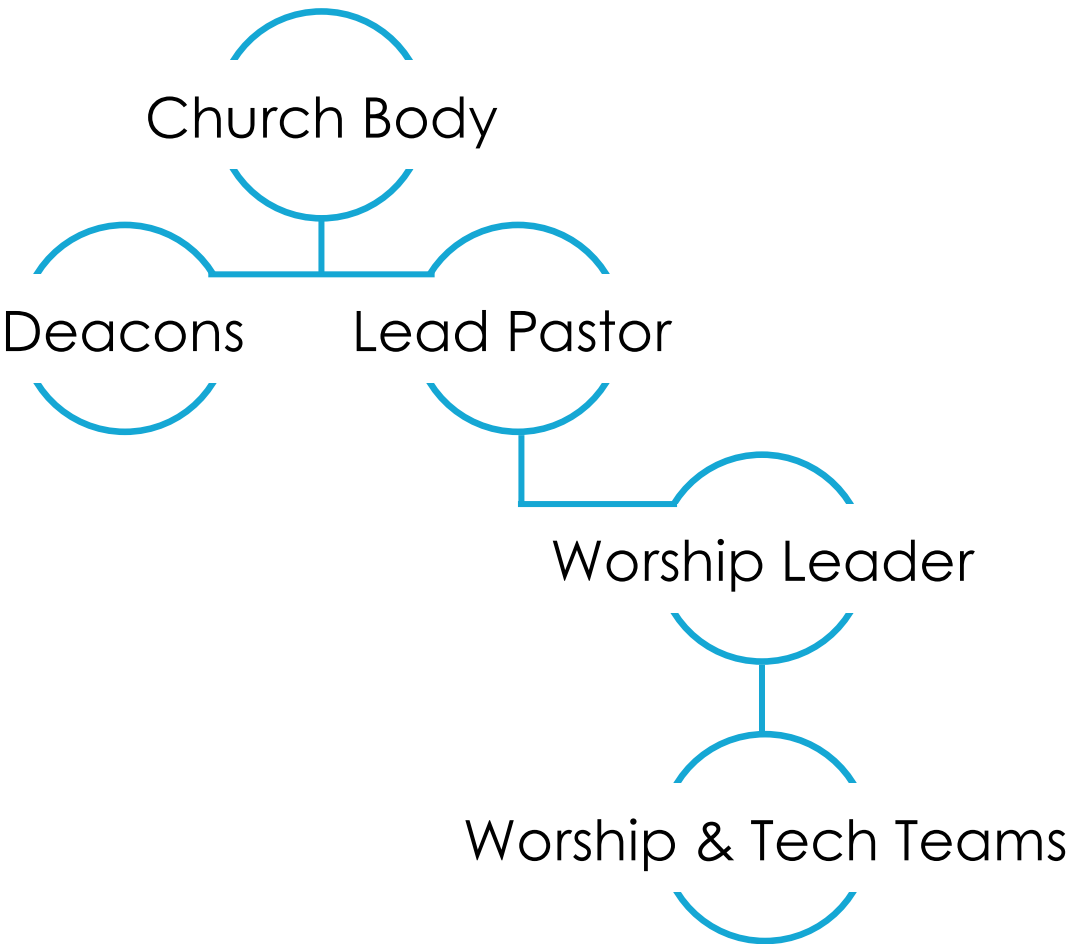 Church Body
Deacons
Lead Pastor
Worship Leader
Worship & Tech Teams